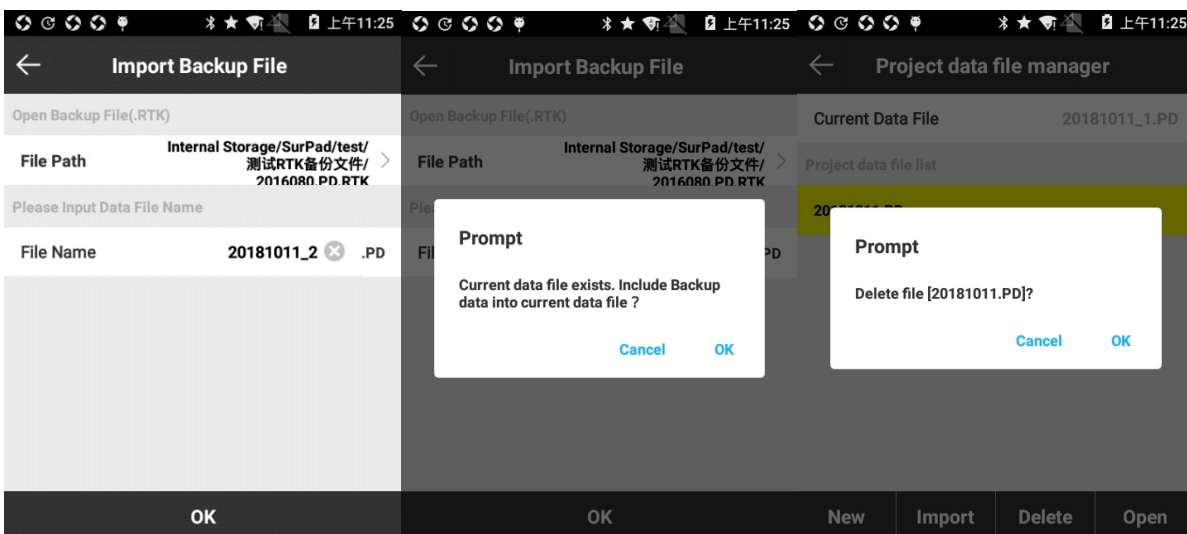 上午11:25
Import Backup File
Open Backup File(.RTK)
File Path
Internal Storage/SurPad/test/
测试RTK备份文件/
2016080.PD.RTK
Please Input Data File Name
File Name
20181011_2
.PD
OK
上午11:25
Import Backup File
Open Backup File(.RTK)
File Path
Internal Storage/SurPad/test/
测试RTK备份文件/
2016080.PD.RTK
Prompt
Current data file exists. Include Backup
data into current data file ?
Cancel
OK
OK
上午11:25
Project data file manager
Current Data File
20181011_1.PD
Project data file list
Prompt
Delete file [20181011.PD]?
Cancel
OK
New
Import
Delete
Open